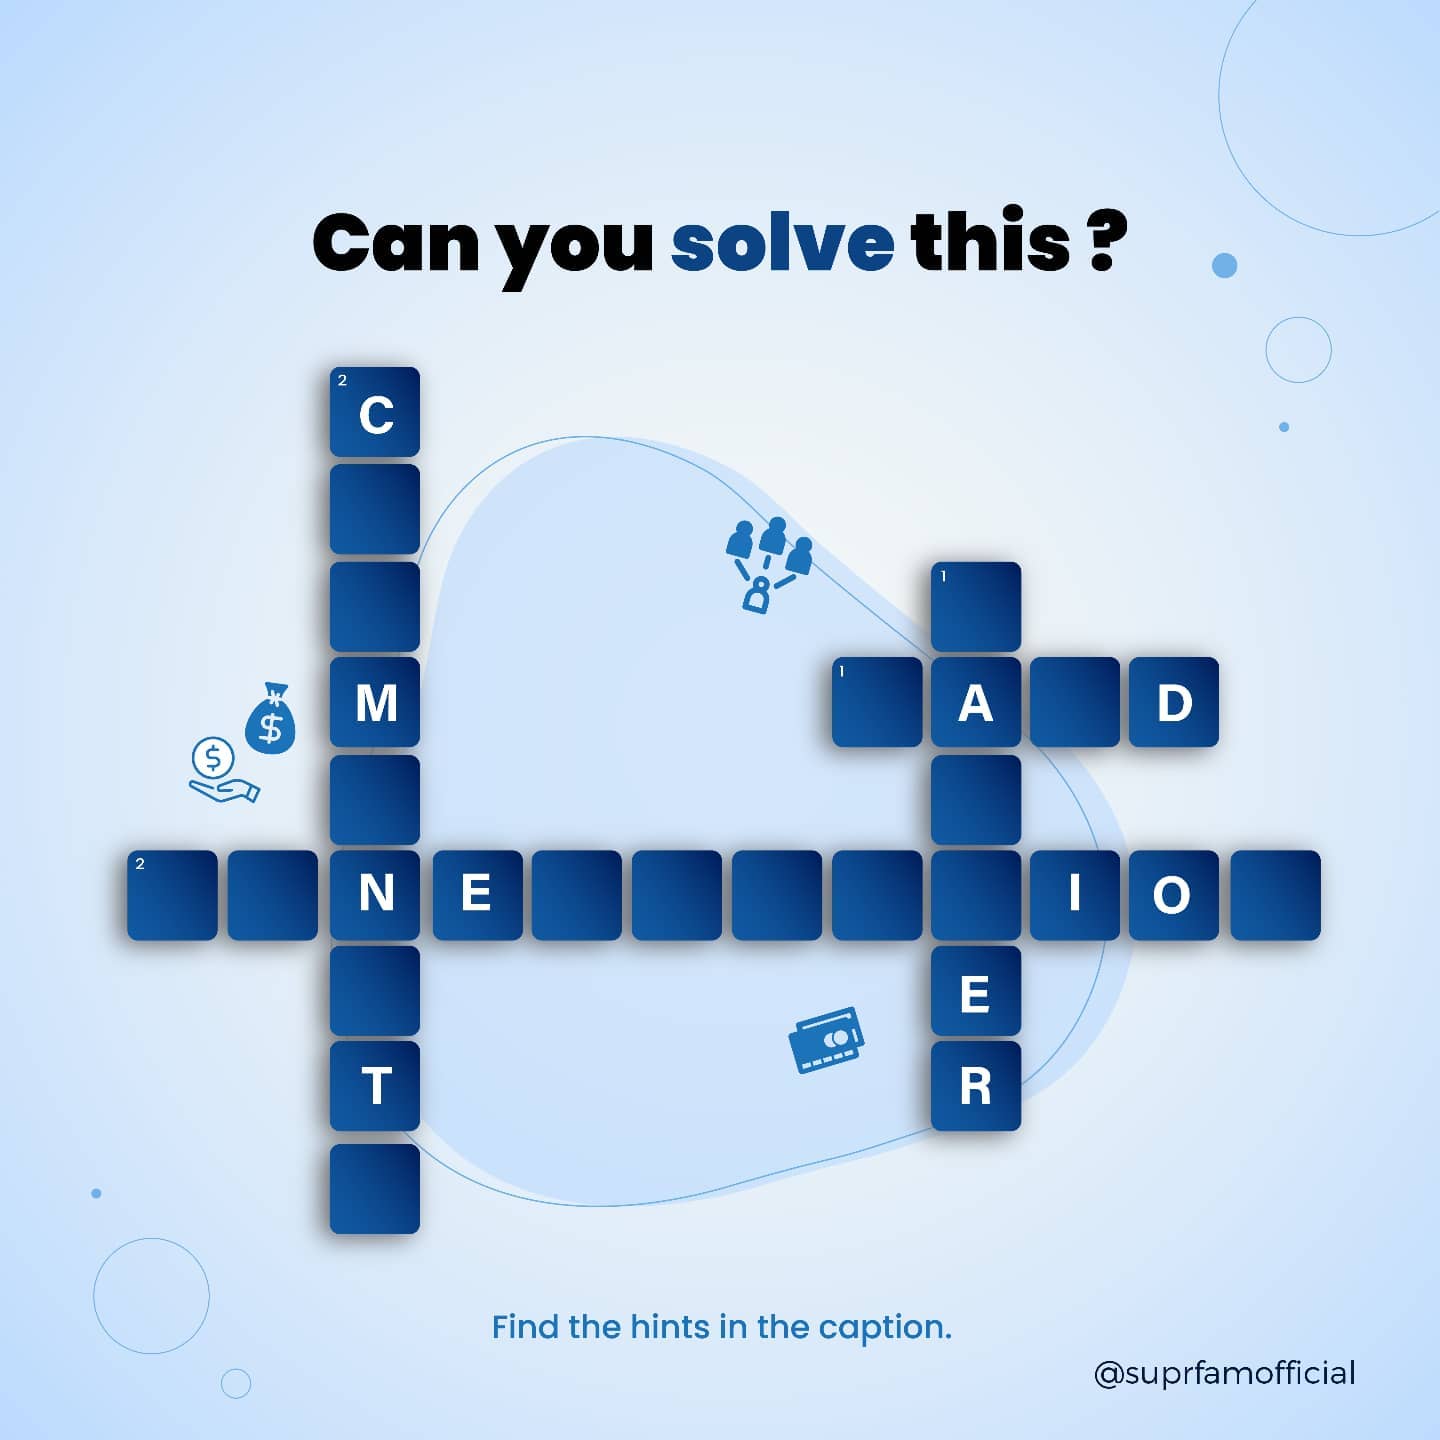 Can you solve this ?
2
C
1
M
1
A
D
2
N
E
I
O
E
T
R
$
$
Find the hints in the caption.
@suprfamofficial